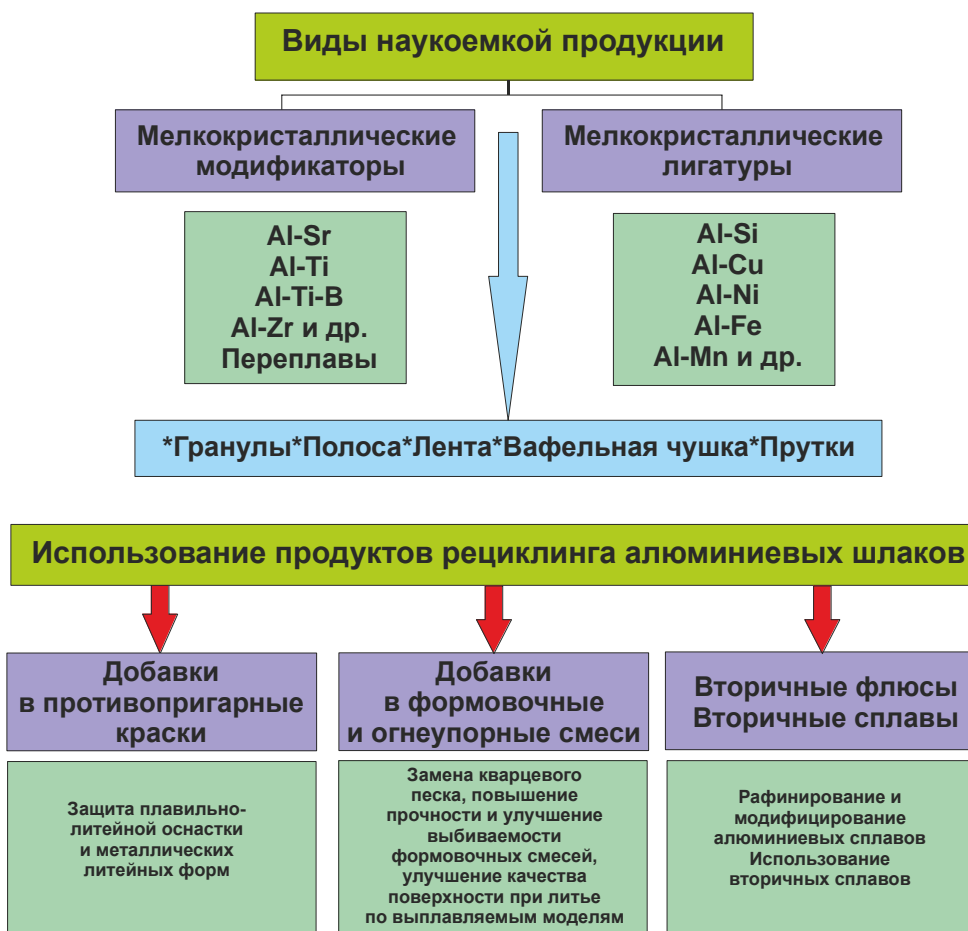 Виды наукоемкой продукции
Мелкокристаллические
модификаторы
Мелкокристаллические
лигатуры
Al-Sr
Al-Ti
Al-Ti-B
Al-Zr и др.
Переплавы
Al-Si
Al-Cu
Al-Ni
Al-Fe
Al-Mn и др.
*Гранулы*Полоса*Лента*Вафельная чушка*Прутки
Использование продуктов рециклинга алюминиевых шлаков
Добавки
в противопригарные
краски
Добавки
в формовочные
и огнеупорные смеси
Вторичные флюсы
Вторичные сплавы
Защита плавильно-
литейной оснастки
и металлических
литейных форм
Замена кварцевого
песка, повышение
прочности и улучшение
выбиваемости
формовочных смесей,
улучшение качества
поверхности при литье
по выплавляемым моделям
Рафинирование и
модифицирование
алюминиевых сплавов
Использование
вторичных сплавов